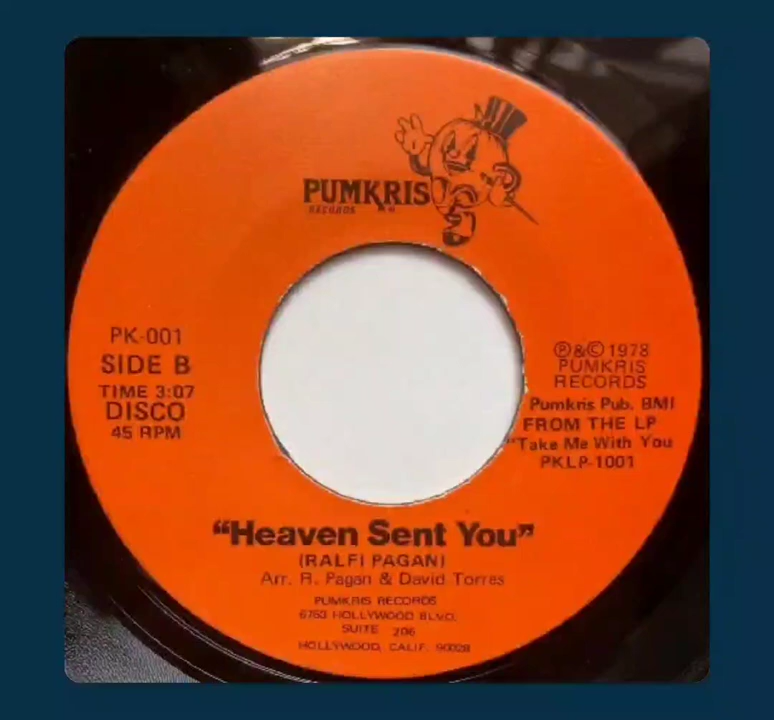 PUMKRIS
RECORDS
PK-001
SIDE B
TIME 3:07
DISCO
45 RPM
Ⓟ&© 1978
PUMKRIS
RECORDS
Pumkris Pub. BMI
FROM THE LP
"Take Me With You
PKLP-1001
"Heaven Sent You"
(RALFI PAGAN)
Arr. R. Pagan & David Torres
PUMKRIS RECORDS
6763 HOLLYWOOD BLVD.
SUITE 206
HOLLYWOOD, CALIF. 90028